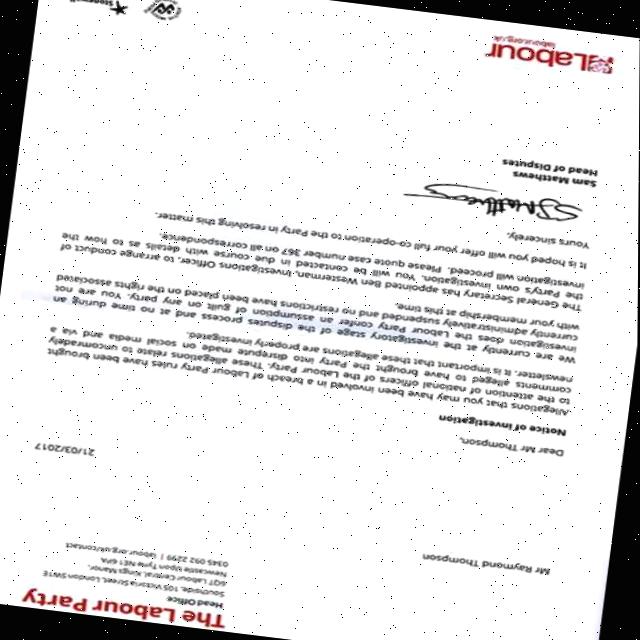 The Labour Party
Head Office
Southside, 105 Victoria Street, London SW1E
6QT Labour Central, Kings Manor,
Newcastle Upon Tyne NE1 6PA
0345 092 2299 | labour.org.uk/contact
Mr Raymond Thompson
21/03/2017
Dear Mr Thompson,
Notice of investigation
Allegations that you may have been involved in a breach of Labour Party rules have been brought
to the attention of national officers of the Labour Party. These allegations relate to uncomradely
comments alleged to have brought the Party into disrepute made on social media and via a
newsletter. It is important that these allegations are properly investigated.
We are currently at the investigatory stage of the disputes process and at no time during an
investigation does the Labour Party confer an assumption of guilt on any party. You are not
currently administratively suspended and no restrictions have been placed on the rights associated
with your membership at this time.
The General Secretary has appointed Ben Westerman, Investigations Officer, to arrange conduct of
the Party's own investigation. You will be contacted in due course with details as to how the
investigation will proceed. Please quote case number 367 on all correspondence.
It is hoped you will offer your full co-operation to the Party in resolving this matter.
Yours sincerely,
SJ Matthews
Sam Matthews
Head of Disputes
Labour
labour.org.uk